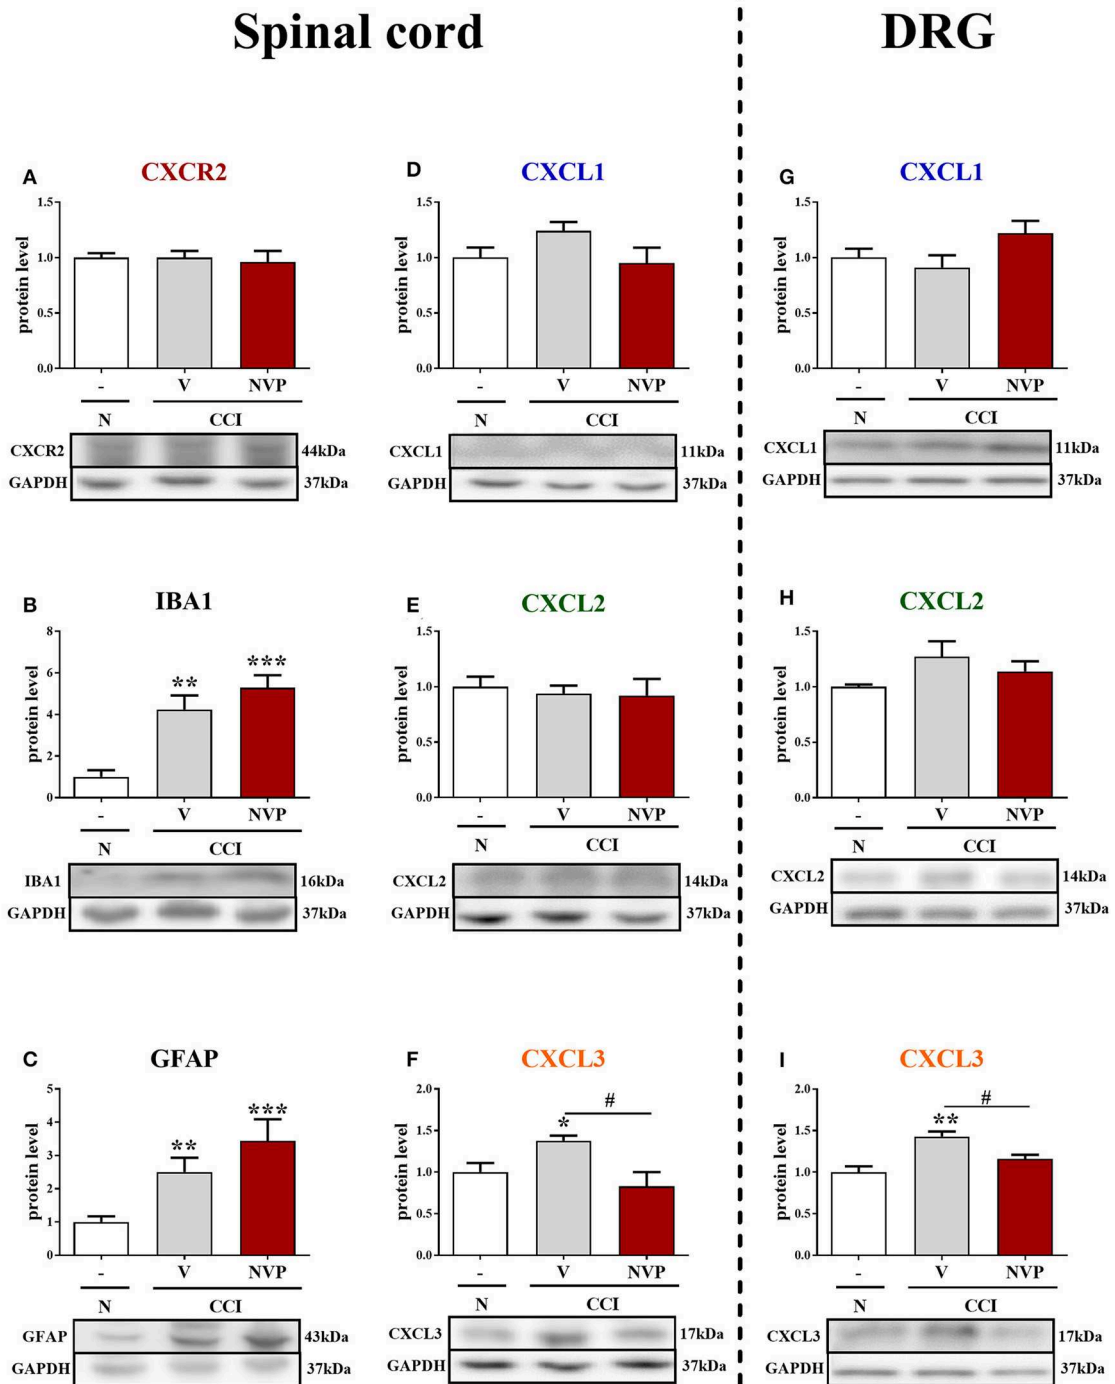 Spinal cord
DRG
A
CXCR2
protein level
1.5
1.0
0.5
0.0
- V NVP
N CCI
CXCR2 44kDa
GAPDH 37kDa
D
CXCL1
protein level
1.5
1.0
0.5
0.0
- V NVP
N CCI
CXCL1 11kDa
GAPDH 37kDa
G
CXCL1
protein level
1.5
1.0
0.5
0.0
- V NVP
N CCI
CXCL1 11kDa
GAPDH 37kDa
B
IBA1
protein level
8
6
4
2
0
** ***
- V NVP
N CCI
IBA1 16kDa
GAPDH 37kDa
E
CXCL2
protein level
1.5
1.0
0.5
0.0
- V NVP
N CCI
CXCL2 14kDa
GAPDH 37kDa
H
CXCL2
protein level
1.5
1.0
0.5
0.0
- V NVP
N CCI
CXCL2 14kDa
GAPDH 37kDa
C
GFAP
protein level
5
4
3
2
1
0
** ***
- V NVP
N CCI
GFAP 43kDa
GAPDH 37kDa
F
CXCL3
protein level
2.0
1.5
1.0
0.5
0.0
#
*
- V NVP
N CCI
CXCL3 17kDa
GAPDH 37kDa
I
CXCL3
protein level
2.0
1.5
1.0
0.5
0.0
#
**
- V NVP
N CCI
CXCL3 17kDa
GAPDH 37kDa